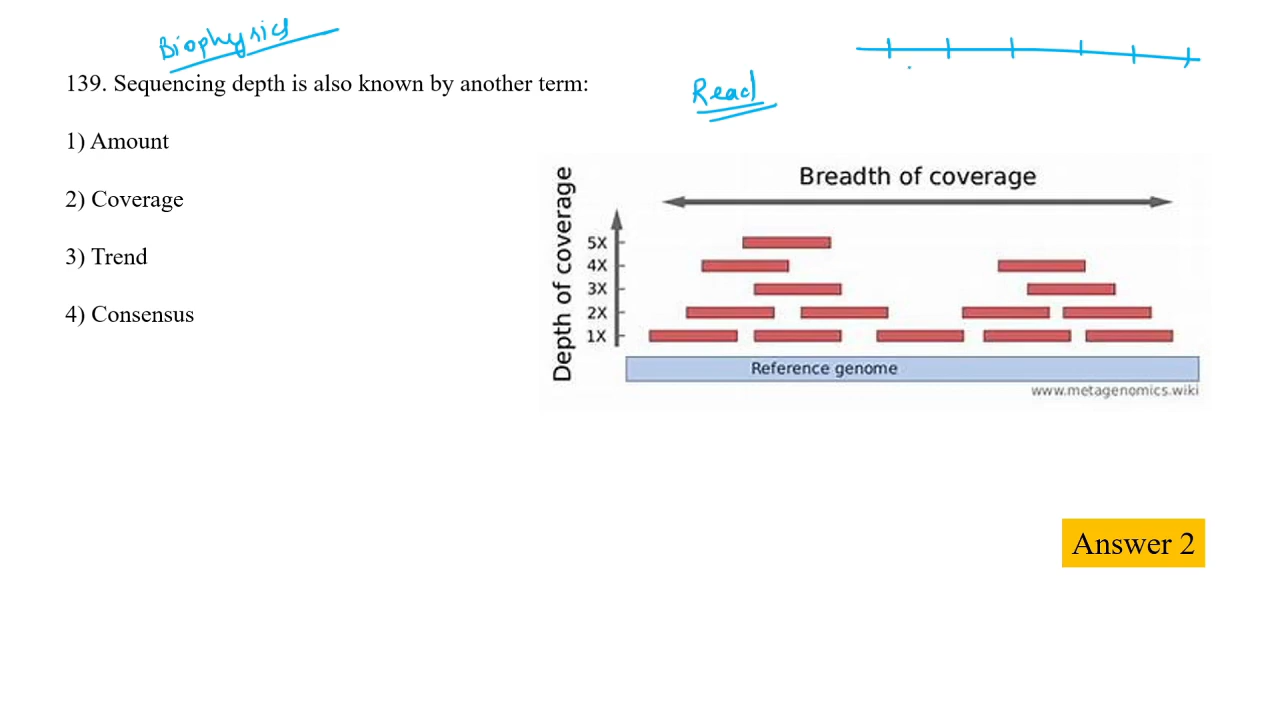 Biophysics
139. Sequencing depth is also known by another term:
Read
1) Amount
2) Coverage
3) Trend
4) Consensus
Breadth of coverage
Depth of coverage
5X
4X
3X
2X
1X
Reference genome
www.metagenomics.wiki
Answer 2